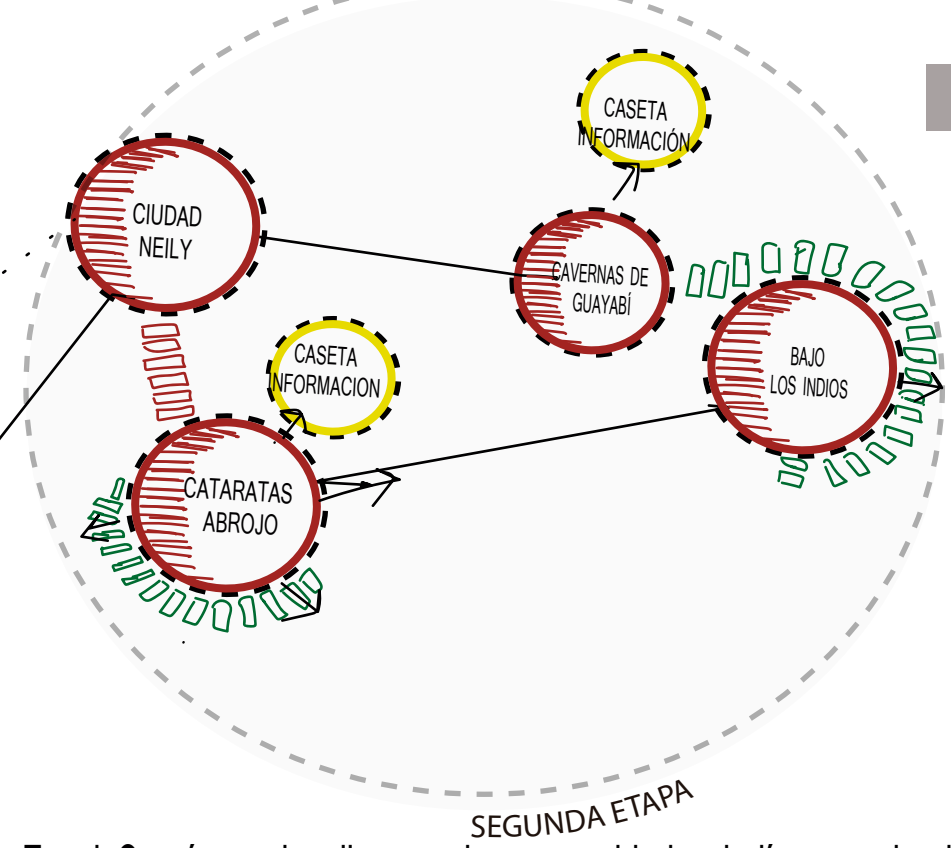 CASETA
INFORMACIÓN
CIUDAD
NEILY
CAVERNAS DE
GUAYABÍ
CASETA
INFORMACION
BAJO
LOS INDIOS
CATARATAS
ABROJO
SEGUNDA ETAPA